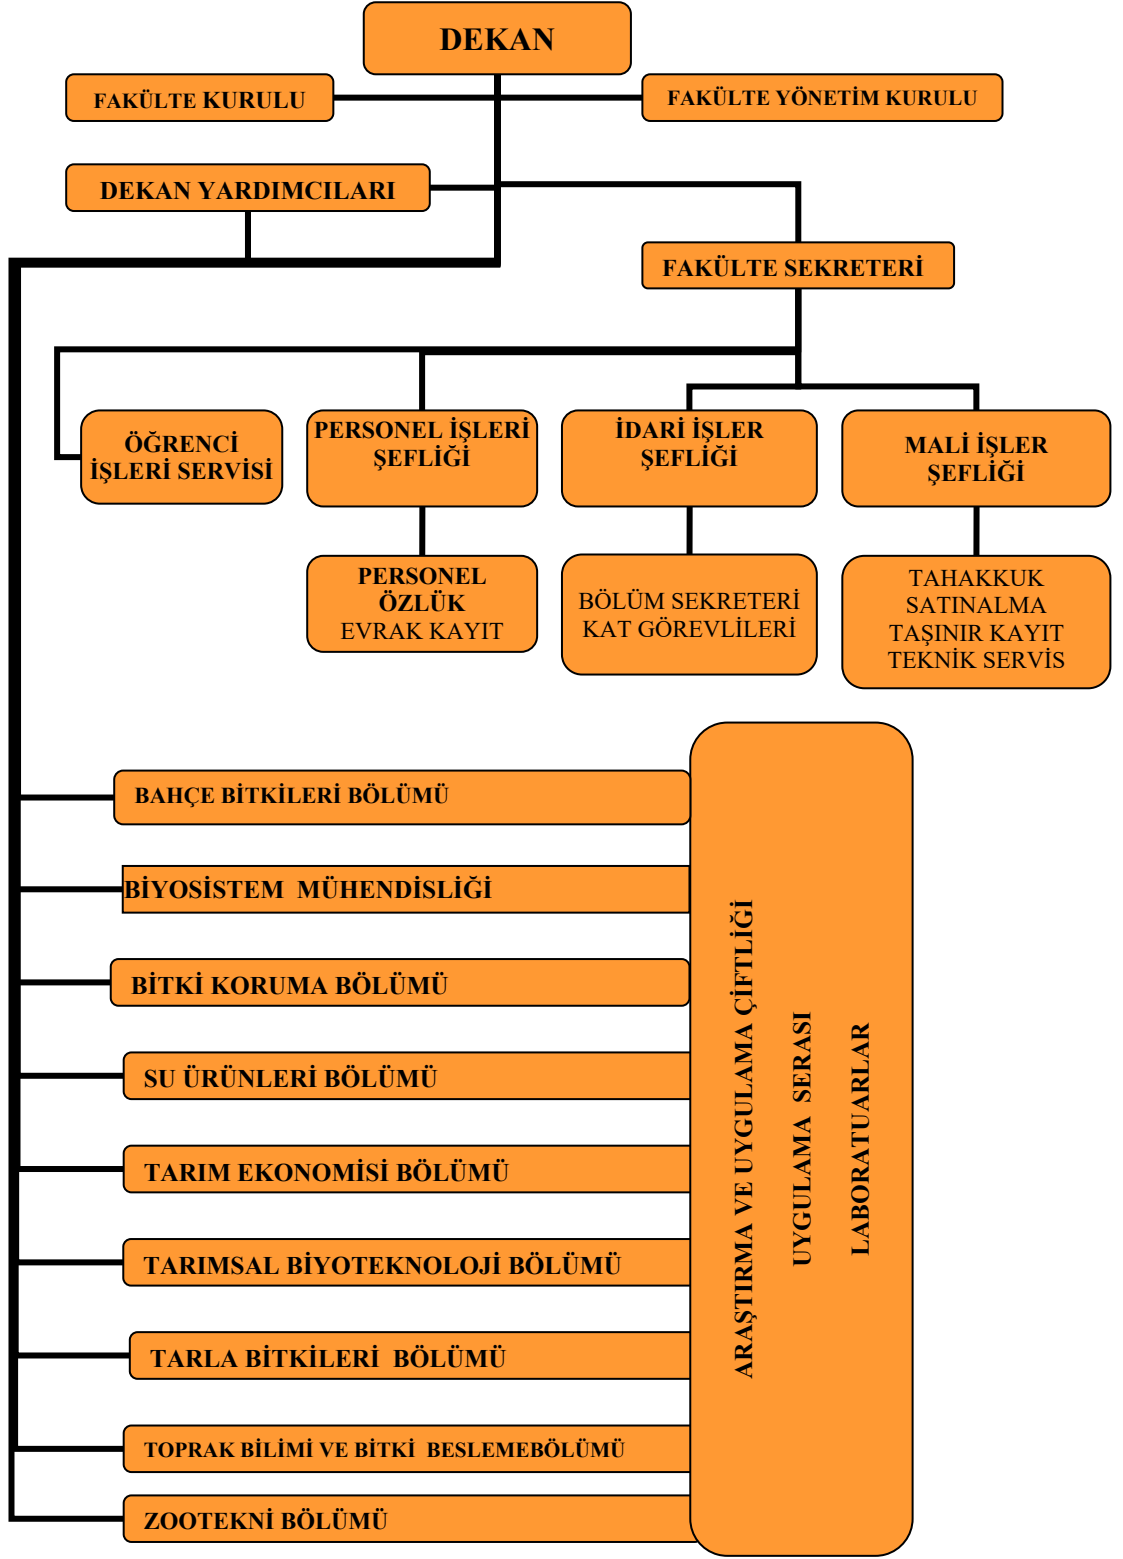 DEKAN
FAKÜLTE KURULU
FAKÜLTE YÖNETİM KURULU
DEKAN YARDIMCILARI
FAKÜLTE SEKRETERİ
ÖĞRENCİ
İŞLERİ SERVİSİ
PERSONEL İŞLERİ
ŞEFLİĞİ
İDARİ İŞLER
ŞEFLİĞİ
MALİ İŞLER
ŞEFLİĞİ
PERSONEL
ÖZLÜK
EVRAK KAYIT
BÖLÜM SEKRETERİ
KAT GÖREVLİLERİ
TAHAKKUK
SATINALMA
TAŞINIR KAYIT
TEKNİK SERVİS
BAHÇE BİTKİLERİ BÖLÜMÜ
BİYOSİSTEM  MÜHENDİSLİĞİ
BİTKİ KORUMA BÖLÜMÜ
SU ÜRÜNLERİ BÖLÜMÜ
TARIM EKONOMİSİ BÖLÜMÜ
TARIMSAL BİYOTEKNOLOJİ BÖLÜMÜ
TARLA BİTKİLERİ  BÖLÜMÜ
TOPRAK BİLİMİ VE BİTKİ  BESLEMEBÖLÜMÜ
ZOOTEKNİ BÖLÜMÜ
ARAŞTIRMA VE UYGULAMA ÇİFTLİĞİ
UYGULAMA  SERASI
LABORATUARLAR